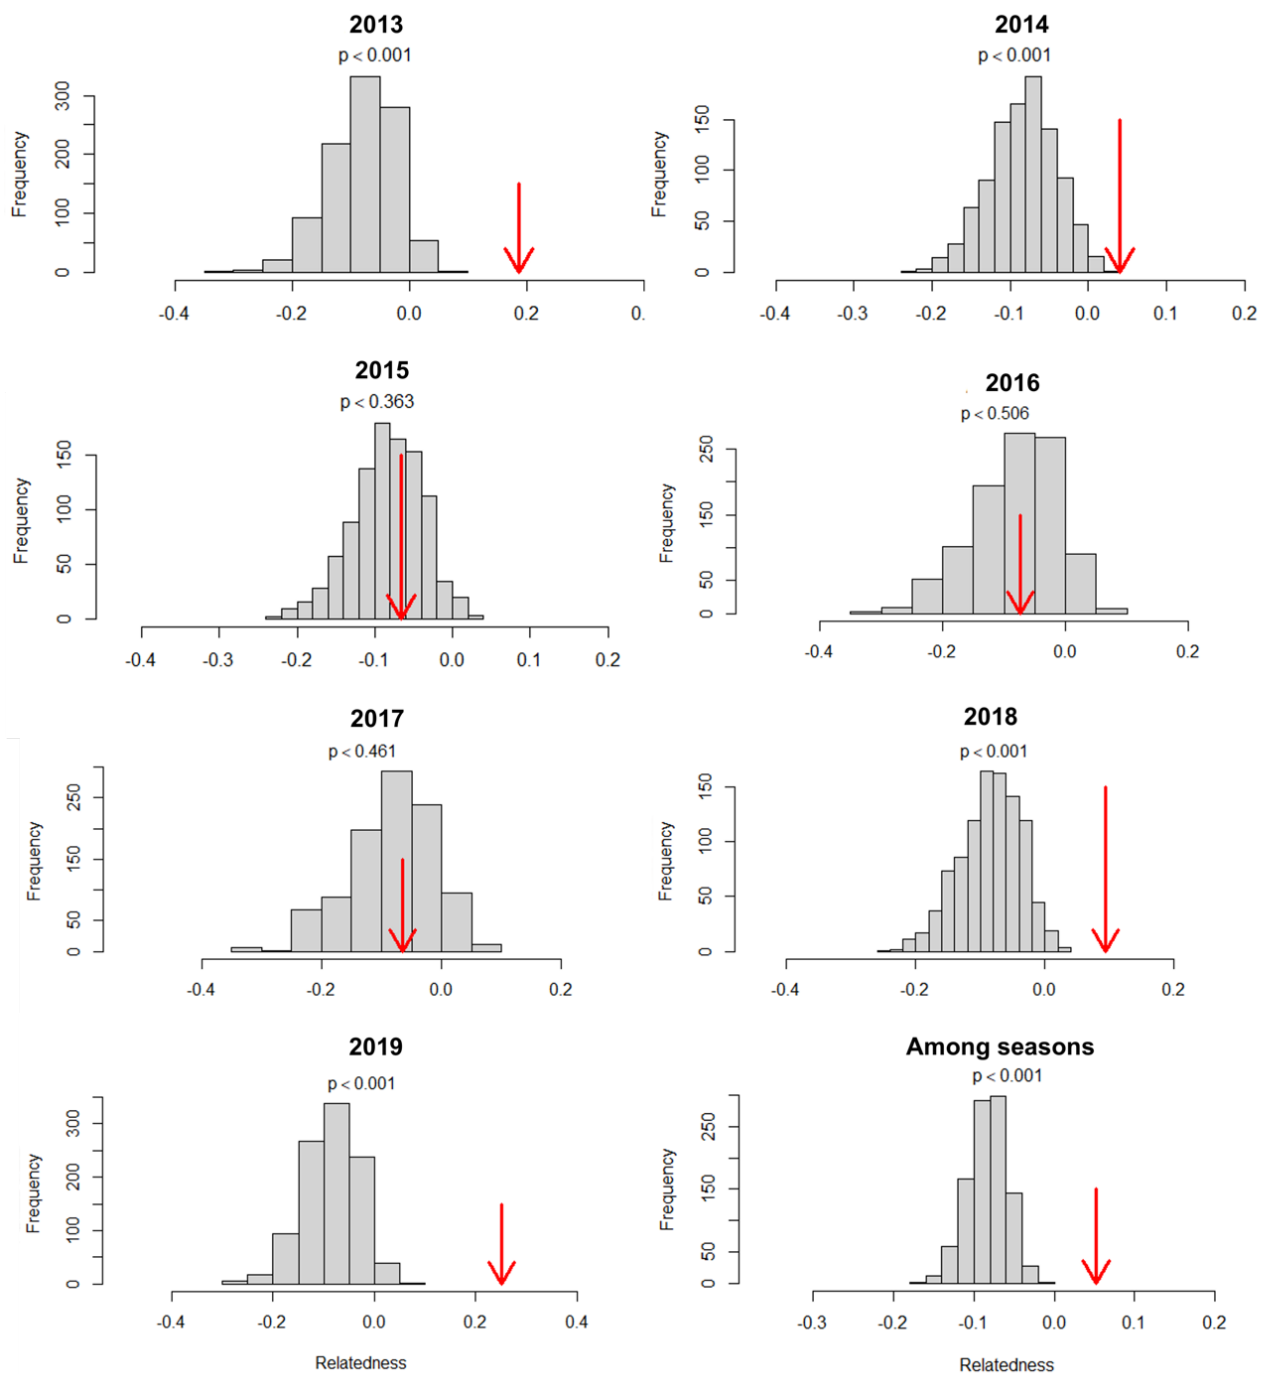 2013
p < 0.001
Frequency
0 100 200 300
-0.4 -0.2 0.0 0.2 0.
2014
p < 0.001
Frequency
0 50 100 150
-0.4 -0.3 -0.2 -0.1 0.0 0.1 0.2
2015
p < 0.363
Frequency
0 50 100 150
-0.4 -0.3 -0.2 -0.1 0.0 0.1 0.2
2016
p < 0.506
Frequency
0 50 150 250
-0.4 -0.2 0.0 0.2
2017
p < 0.461
Frequency
0 50 150 250
-0.4 -0.2 0.0 0.2
2018
p < 0.001
Frequency
0 50 100 150
-0.4 -0.2 0.0 0.2
2019
p < 0.001
Frequency
0 100 200 300
-0.4 -0.2 0.0 0.2 0.4
Relatedness
Among seasons
p < 0.001
Frequency
0 50 150 250
-0.3 -0.2 -0.1 0.0 0.1 0.2
Relatedness